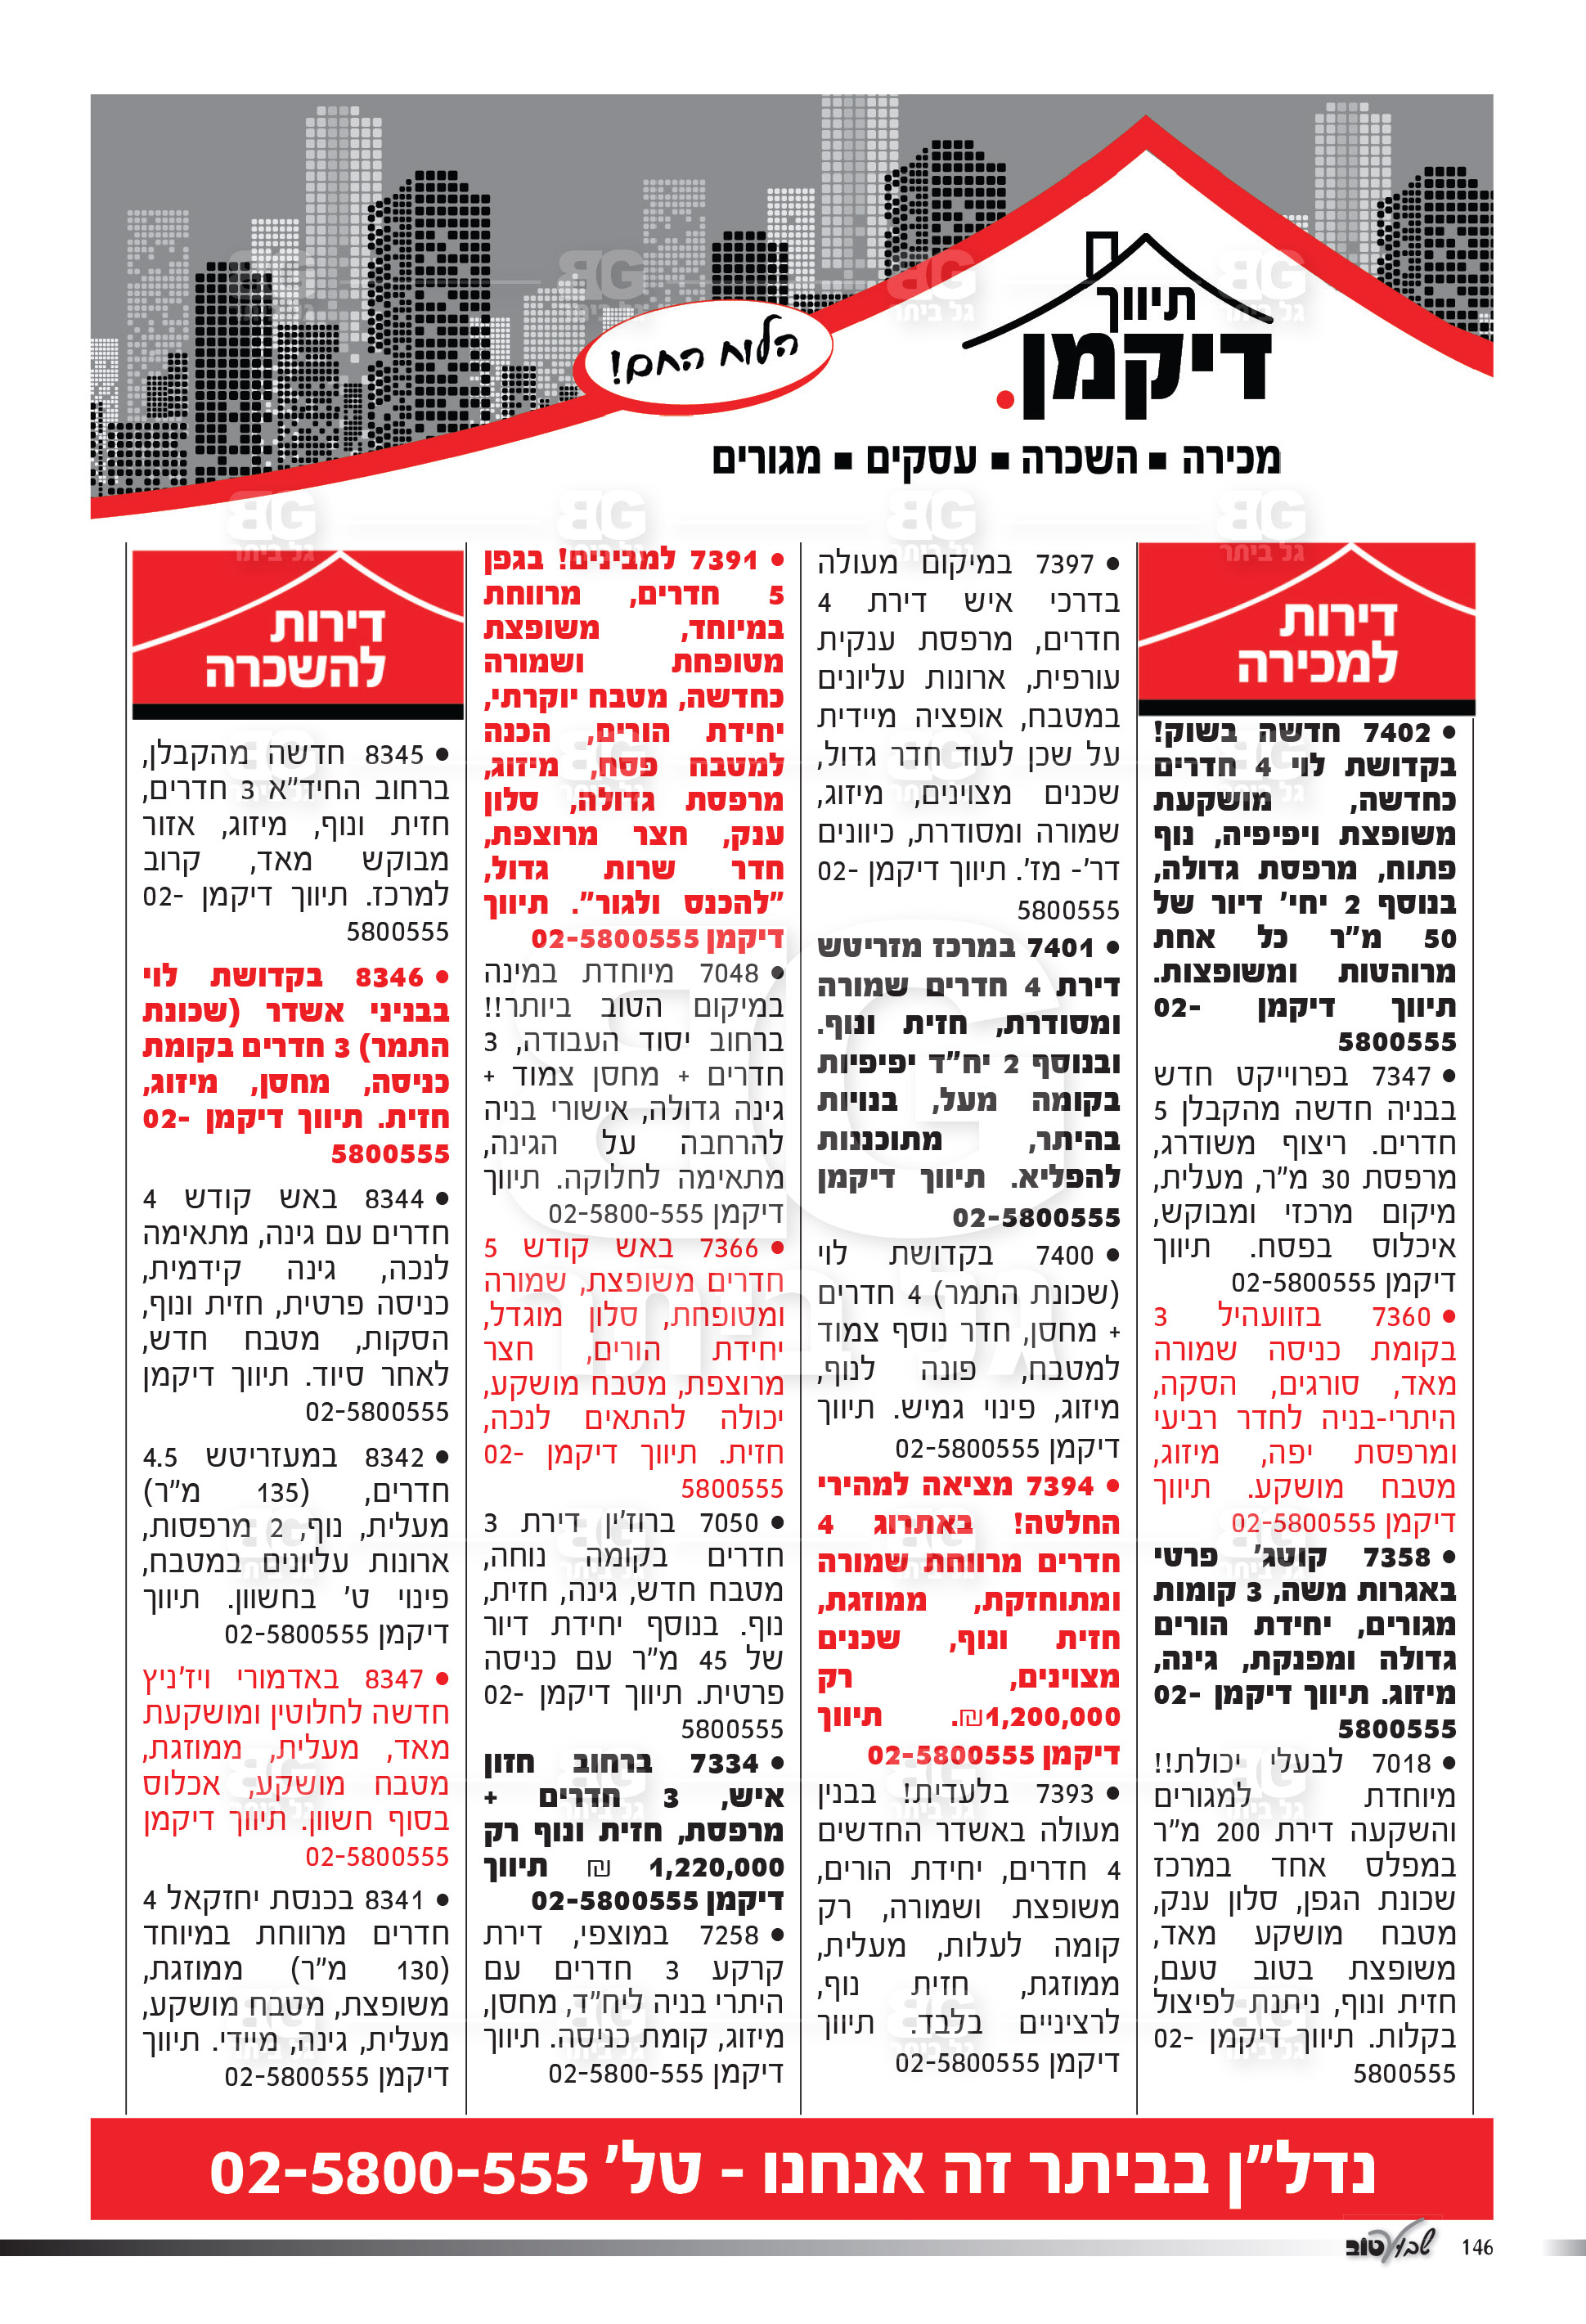 תיווך
דיקמן.
הלוח החם!
מכירה ▪ השכרה ▪ עסקים ▪ מגורים
דירות
למכירה
● 7402 חדשה בשוק!
בקדושת לוי 4 חדרים
כחדשה, מושקעת
משופצת ויפיפיה, נוף
פתוח, מרפסת גדולה,
בנוסף 2 יחי' דיור של
50 מ"ר כל אחת
מרוהטות ומשופצות.
תיווך דיקמן 02-
5800555
● 7347 בפרוייקט חדש
בבניה חדשה מהקבלן 5
חדרים. ריצוף משודרג,
מרפסת 30 מ"ר, מעלית,
מיקום מרכזי ומבוקש,
איכלוס בפסח. תיווך
דיקמן 02-5800555
● 7360 בזוועהיל 3
בקומת כניסה שמורה
מאד, סורגים, הסקה,
היתרי-בניה לחדר רביעי
ומרפסת יפה, מיזוג,
מטבח מושקע. תיווך
דיקמן 02-5800555
● 7358 קוטג' פרטי
באגרות משה, 3 קומות
מגורים, יחידת הורים
גדולה ומפנקת, גינה,
מיזוג. תיווך דיקמן 02-
5800555
● 7018 לבעלי יכולת!!
מיוחדת למגורים
והשקעה דירת 200 מ"ר
במפלס אחד במרכז
שכונת הגפן, סלון ענק,
מטבח מושקע מאד,
משופצת בטוב טעם,
חזית ונוף, ניתנת לפיצול
בקלות. תיווך דיקמן 02-
5800555
● 7397 במיקום מעולה
בדרכי איש דירת 4
חדרים, מרפסת ענקית
עורפית, ארונות עליונים
במטבח, אופציה מיידית
על שכן לעוד חדר גדול,
שכנים מצוינים, מיזוג,
שמורה ומסודרת, כיוונים
דר'- מז'. תיווך דיקמן 02-
5800555
● 7401 במרכז מזריטש
דירת 4 חדרים שמורה
ומסודרת, חזית ונוף.
ובנוסף 2 יח"ד יפיפיות
בקומה מעל, בנויות
בהיתר, מתוכננות
להפליא. תיווך דיקמן
02-5800555
● 7400 בקדושת לוי
(שכונת התמר) 4 חדרים
+ מחסן, חדר נוסף צמוד
למטבח, פונה לנוף,
מיזוג, פינוי גמיש. תיווך
דיקמן 02-5800555
● 7394 מציאה למהירי
החלטה! באתרוג 4
חדרים מרווחת שמורה
ומתוחזקת, ממוזגת,
חזית ונוף, שכנים
מצוינים, רק
1,200,000₪. תיווך
דיקמן 02-5800555
● 7393 בלעדית! בבנין
מעולה באשדר החדשים
4 חדרים, יחידת הורים,
משופצת ושמורה, רק
קומה לעלות, מעלית,
ממוזגת, חזית נוף,
לרציניים בלבד. תיווך
דיקמן 02-5800555
● 7391 למבינים! בגפן
5 חדרים, מרווחת
במיוחד, משופצת
מטופחת ושמורה
כחדשה, מטבח יוקרתי,
יחידת הורים, הכנה
למטבח פסח, מיזוג,
מרפסת גדולה, סלון
ענק, חצר מרוצפת,
חדר שרות גדול,
"להכנס ולגור". תיווך
דיקמן 02-5800555
● 7048 מיוחדת במינה
במיקום הטוב ביותר!!
ברחוב יסוד העבודה, 3
חדרים + מחסן צמוד +
גינה גדולה, אישורי בניה
להרחבה על הגינה,
מתאימה לחלוקה. תיווך
דיקמן 02-5800-555
● 7366 באש קודש 5
חדרים משופצת, שמורה
ומטופחת, סלון מוגדל,
יחידת הורים, חצר
מרוצפת, מטבח מושקע,
יכולה להתאים לנכה,
חזית. תיווך דיקמן 02-
5800555
● 7050 ברוז'ין דירת 3
חדרים בקומה נוחה,
מטבח חדש, גינה, חזית,
נוף. בנוסף יחידת דיור
של 45 מ"ר עם כניסה
פרטית. תיווך דיקמן 02-
5800555
● 7334 ברחוב חזון
איש, 3 חדרים +
מרפסת, חזית ונוף רק
1,220,000 ₪ תיווך
דיקמן 02-5800555
● 7258 במוצפי, דירת
קרקע 3 חדרים עם
היתרי בניה ליח"ד, מחסן,
מיזוג, קומת כניסה. תיווך
דיקמן 02-5800-555
דירות
להשכרה
● 8345 חדשה מהקבלן,
ברחוב החיד"א 3 חדרים,
חזית ונוף, מיזוג, אזור
מבוקש מאד, קרוב
למרכז. תיווך דיקמן 02-
5800555
● 8346 בקדושת לוי
בבניני אשדר (שכונת
התמר) 3 חדרים בקומת
כניסה, מחסן, מיזוג,
חזית. תיווך דיקמן 02-
5800555
● 8344 באש קודש 4
חדרים עם גינה, מתאימה
לנכה, גינה קידמית,
כניסה פרטית, חזית ונוף,
הסקות, מטבח חדש,
לאחר סיוד. תיווך דיקמן
02-5800555
● 8342 במעזריטש 4.5
חדרים, (135 מ"ר)
מעלית, נוף, 2 מרפסות,
ארונות עליונים במטבח,
פינוי ט' בחשוון. תיווך
דיקמן 02-5800555
● 8347 באדמורי ויז'ניץ
חדשה לחלוטין ומושקעת
מאד, מעלית, ממוזגת,
מטבח מושקע, אכלוס
בסוף חשוון. תיווך דיקמן
02-5800555
● 8341 בכנסת יחזקאל 4
חדרים מרווחת במיוחד
(130 מ"ר) ממוזגת,
משופצת, מטבח מושקע,
מעלית, גינה, מיידי. תיווך
דיקמן 02-5800555
BG
גל ביתר
נדל"ן בביתר זה אנחנו - טל' 02-5800-555
146 שבוע טוב